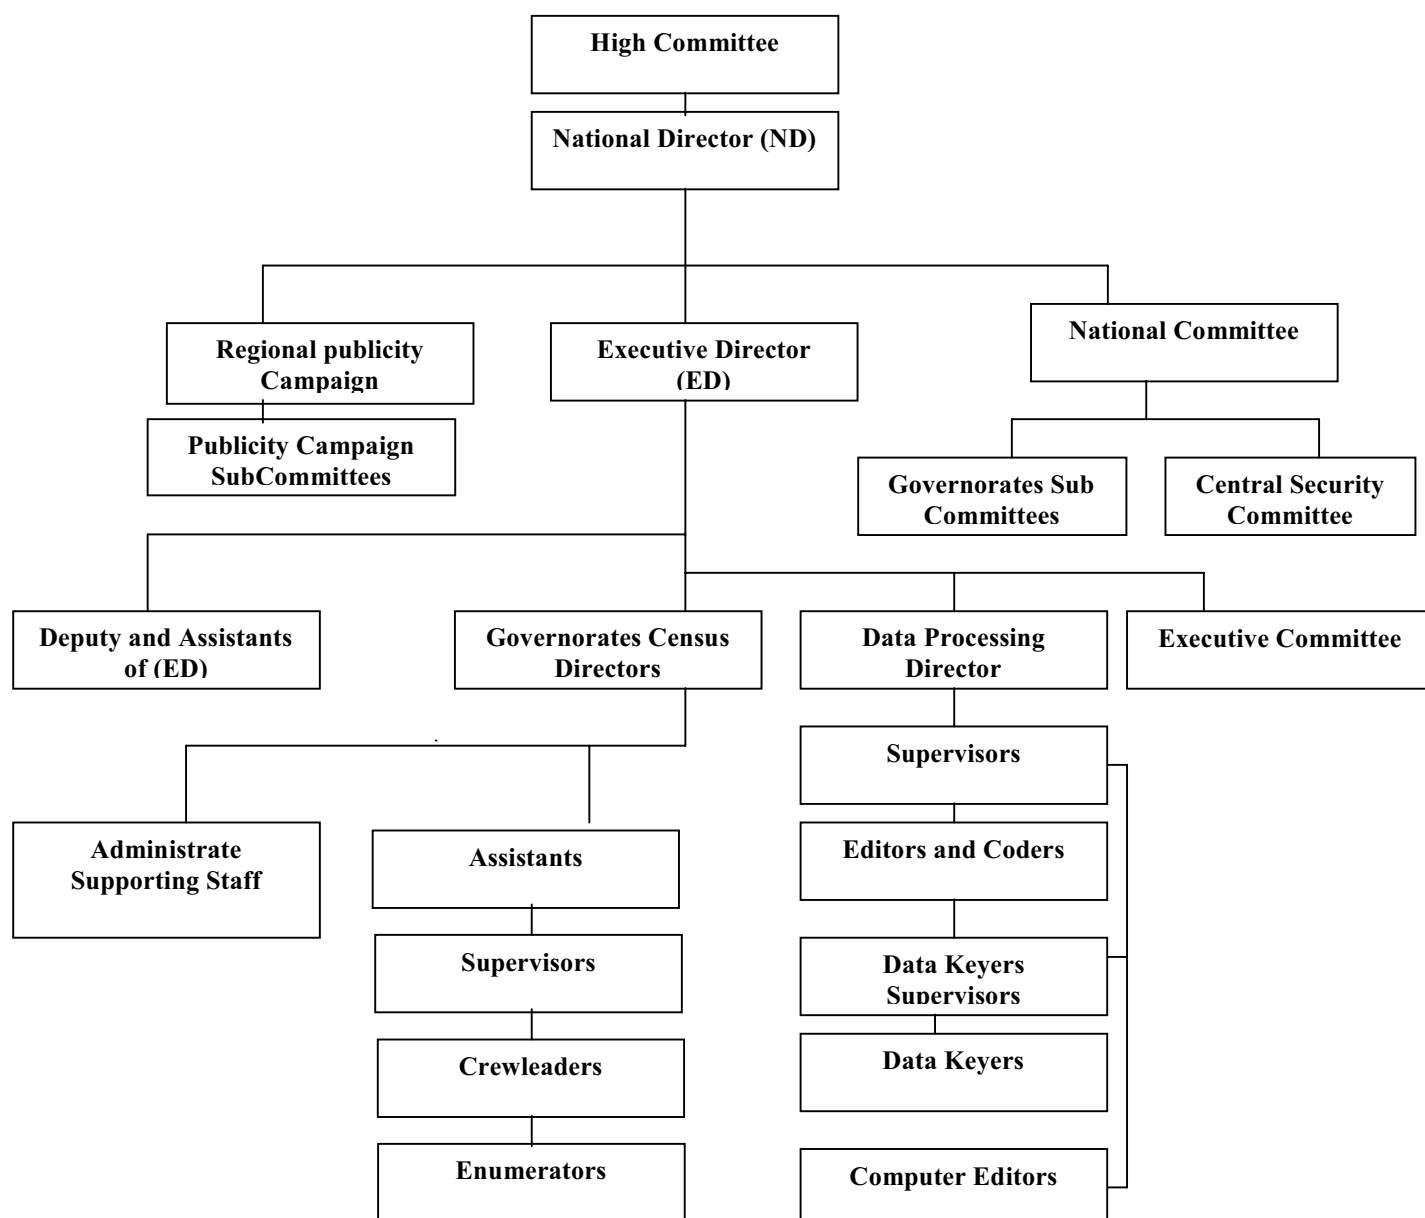 High Committee
National Director (ND)
Regional publicity
Campaign
Executive Director
(ED)
National Committee
Publicity Campaign
SubCommittees
Governorates Sub
Committees
Central Security
Committee
Deputy and Assistants
of (ED)
Governorates Census
Directors
Data Processing
Director
Executive Committee
Administrate
Supporting Staff
Assistants
Supervisors
Crewleaders
Enumerators
Supervisors
Editors and Coders
Data Keyers
Supervisors
Data Keyers
Computer Editors